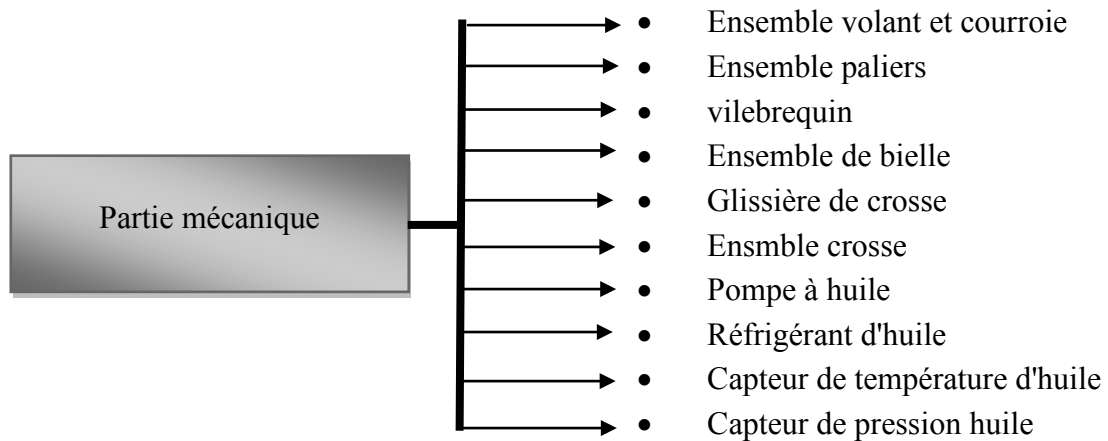 • Ensemble volant et courroie
• Ensemble paliers
• vilebrequin
• Ensemble de bielle
Partie mécanique
• Glissière de crosse
• Ensmble crosse
• Pompe à huile
• Réfrigérant d'huile
• Capteur de température d'huile
• Capteur de pression huile